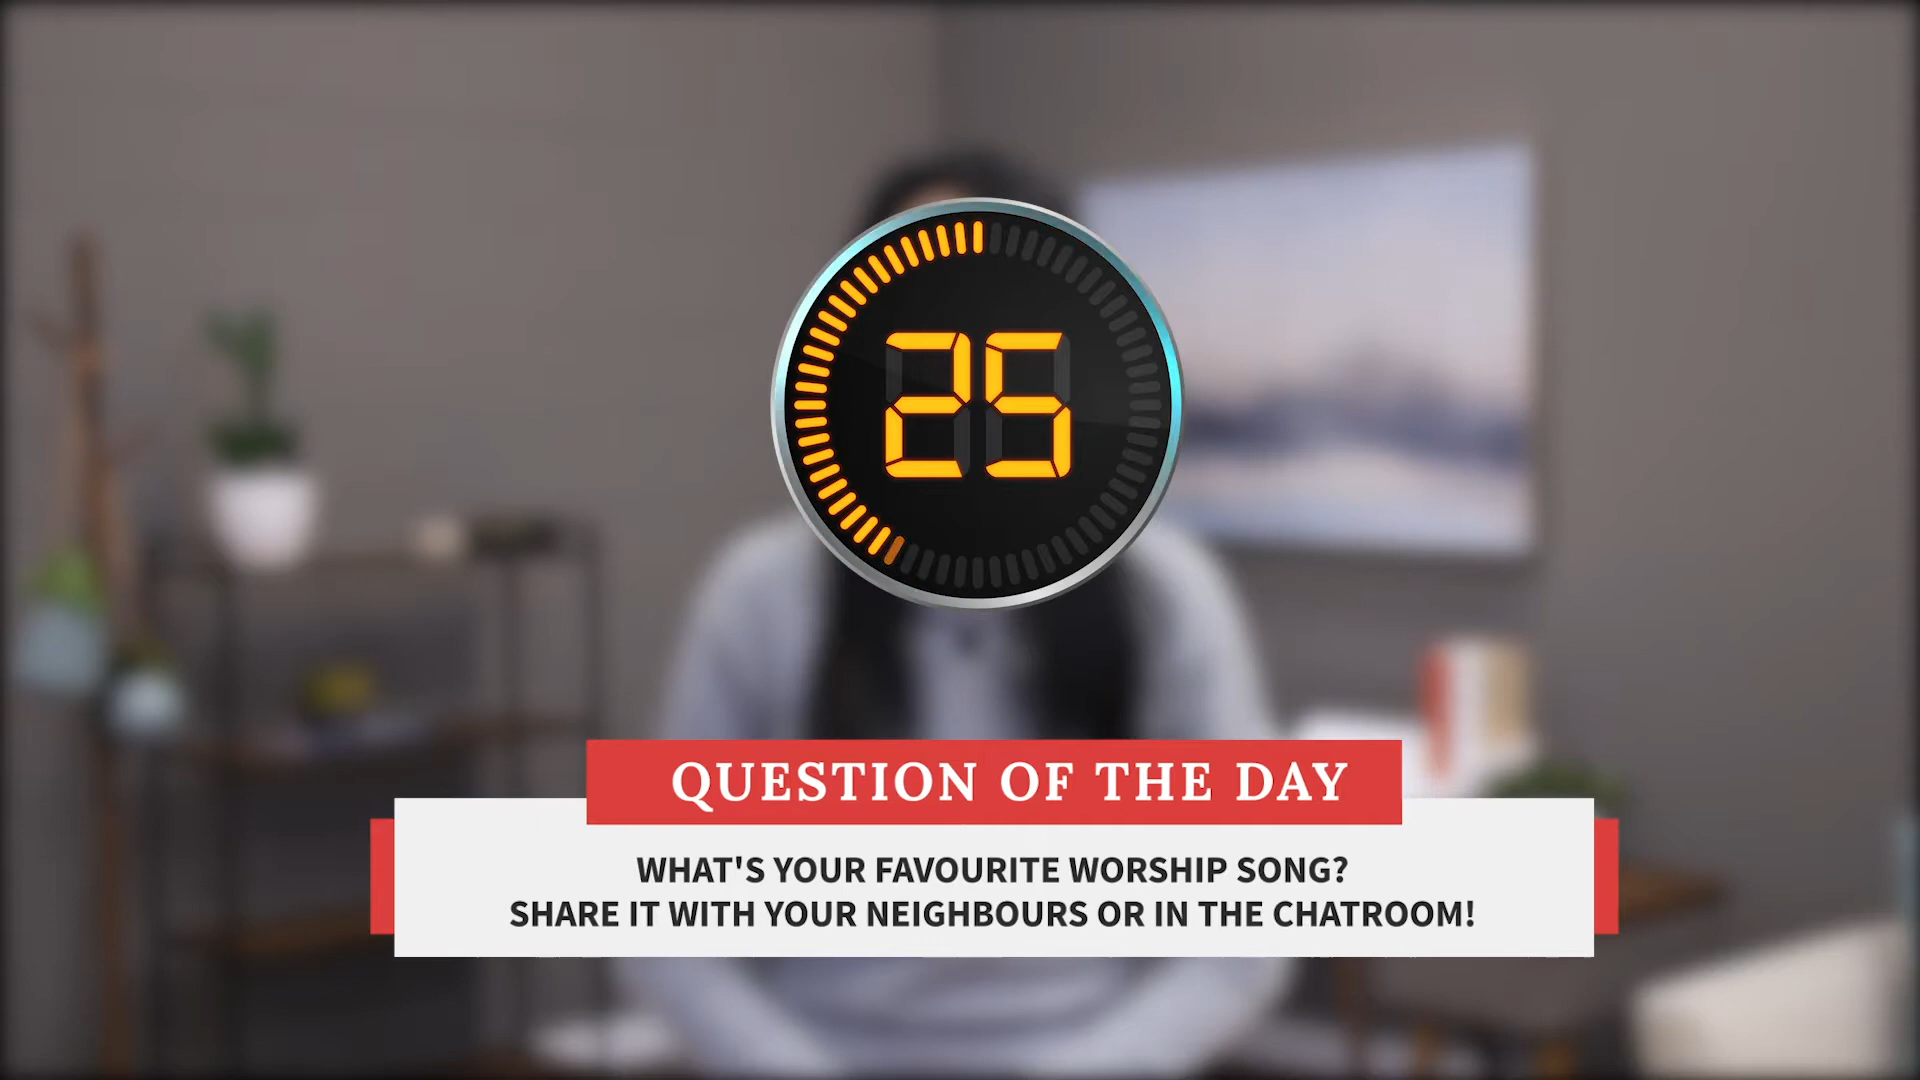 25
QUESTION OF THE DAY
WHAT'S YOUR FAVOURITE WORSHIP SONG?
SHARE IT WITH YOUR NEIGHBOURS OR IN THE CHATROOM!